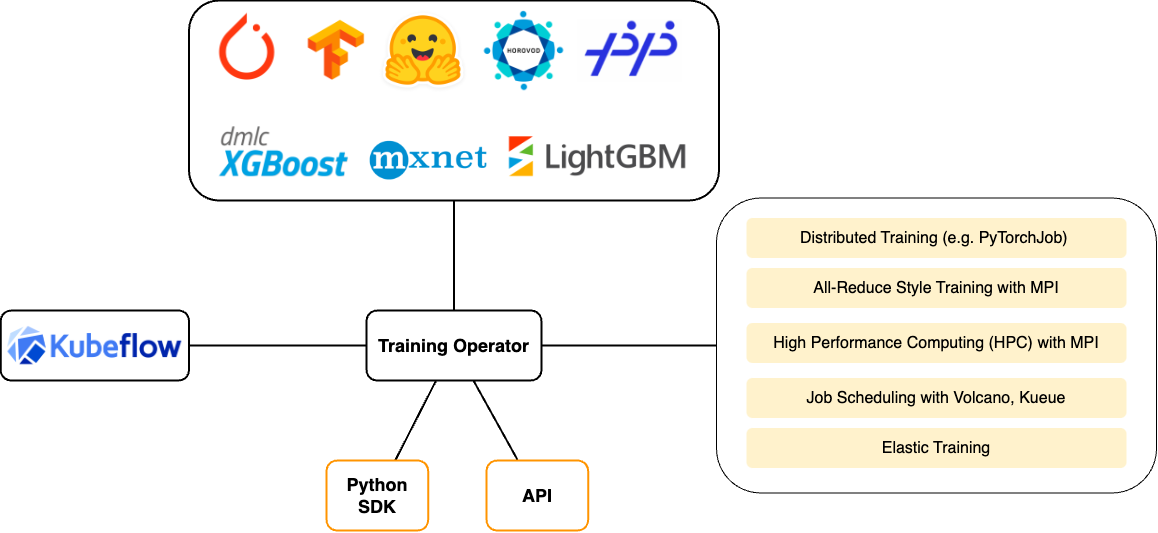 HOROVOD
dmlc
XGBoost
mxnet
LightGBM
Distributed Training (e.g. PyTorchJob)
All-Reduce Style Training with MPI
High Performance Computing (HPC) with MPI
Job Scheduling with Volcano, Kueue
Elastic Training
Kubeflow
Training Operator
Python
SDK
API